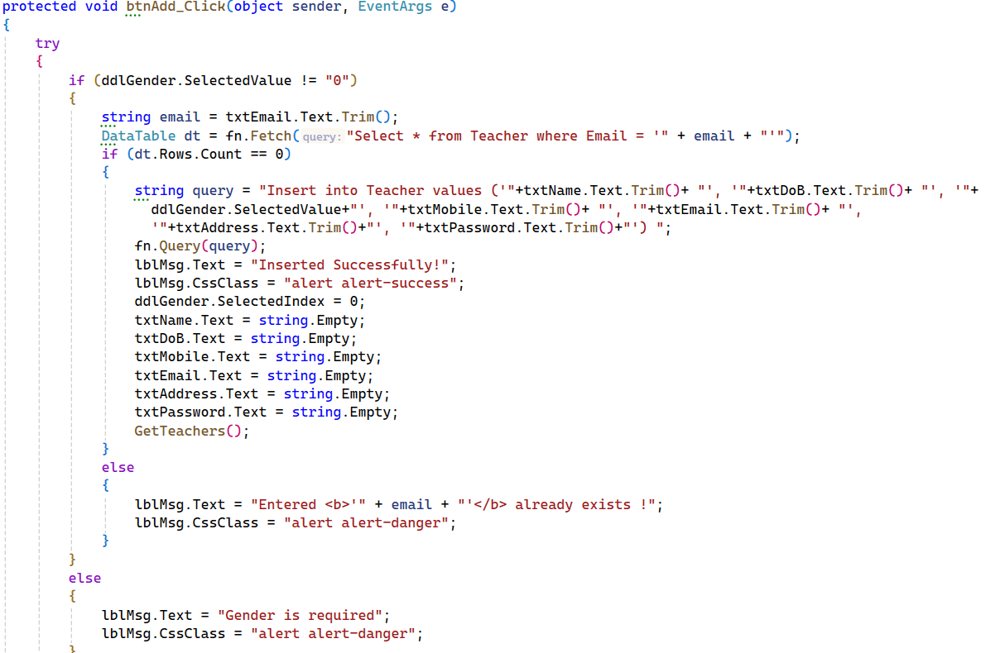 protected void btnAdd_Click(object sender, EventArgs e)
{
    try
    {
        if (ddlGender.SelectedValue != "0")
        {
            string email = txtEmail.Text.Trim();
            DataTable dt = fn.Fetch(query:"Select * from Teacher where Email = '" + email + "'");
            if (dt.Rows.Count == 0)
            {
                string query = "Insert into Teacher values ('"+txtName.Text.Trim()+ "', '"+txtDoB.Text.Trim()+ "', '"+
                  ddlGender.SelectedValue+"', '"+txtMobile.Text.Trim()+ "', '"+txtEmail.Text.Trim()+ "',
                  '"+txtAddress.Text.Trim()+"', '"+txtPassword.Text.Trim()+"') ";
                fn.Query(query);
                lblMsg.Text = "Inserted Successfully!";
                lblMsg.CssClass = "alert alert-success";
                ddlGender.SelectedIndex = 0;
                txtName.Text = string.Empty;
                txtDoB.Text = string.Empty;
                txtMobile.Text = string.Empty;
                txtEmail.Text = string.Empty;
                txtAddress.Text = string.Empty;
                txtPassword.Text = string.Empty;
                GetTeachers();
            }
            else
            {
                lblMsg.Text = "Entered <b>'" + email + "'</b> already exists !";
                lblMsg.CssClass = "alert alert-danger";
            }
        }
        else
        {
            lblMsg.Text = "Gender is required";
            lblMsg.CssClass = "alert alert-danger";
        }